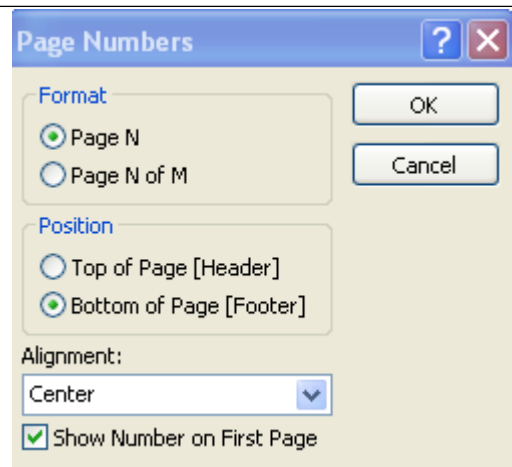 Page Numbers
?
Format
OK
Page N
Page N of M
Cancel
Position
Top of Page [Header]
Bottom of Page [Footer]
Alignment:
Center
Show Number on First Page